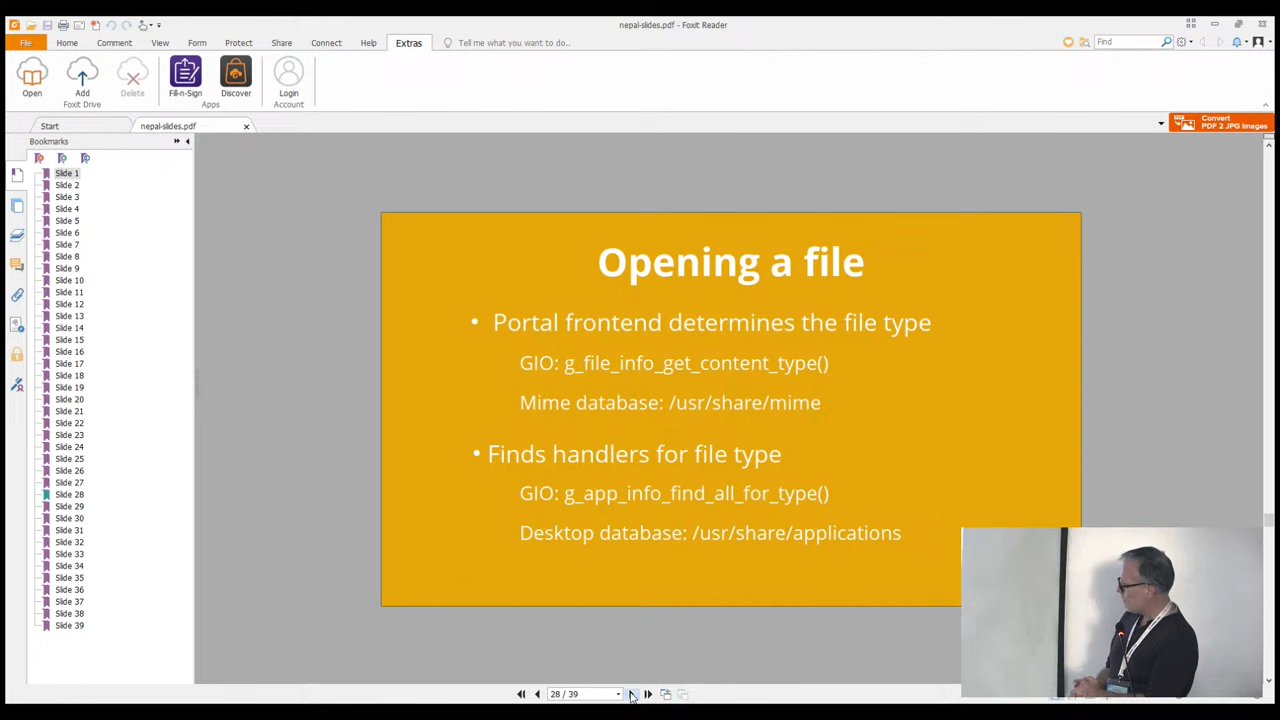 nepal-slides.pdf - Foxit Reader
Find
File
Home
Comment
View
Form
Protect
Share
Connect
Help
Extras
Tell me what you want to do..
Open
Add
Delete
Fill-n-Sign
Discover
Login
Foxit Drive
Apps
Account
Start
nepal-slides.pdf
Convert
PDF 2 JPG Images
Bookmarks
Slide 1
Slide 2
Slide 3
Slide 4
Slide 5
Slide 6
Slide 7
Slide 8
Slide 9
Slide 10
Slide 11
Slide 12
Slide 13
Slide 14
Slide 15
Slide 16
Slide 17
Slide 18
Slide 19
Slide 20
Slide 21
Slide 22
Slide 23
Slide 24
Slide 25
Slide 26
Slide 27
Slide 28
Slide 29
Slide 30
Slide 31
Slide 32
Slide 33
Slide 34
Slide 35
Slide 36
Slide 37
Slide 38
Slide 39
Opening a file
• Portal frontend determines the file type
GIO: g_file_info_get_content_type()
Mime database: /usr/share/mime
• Finds handlers for file type
GIO: g_app_info_find_all_for_type()
Desktop database: /usr/share/applications
28 / 39